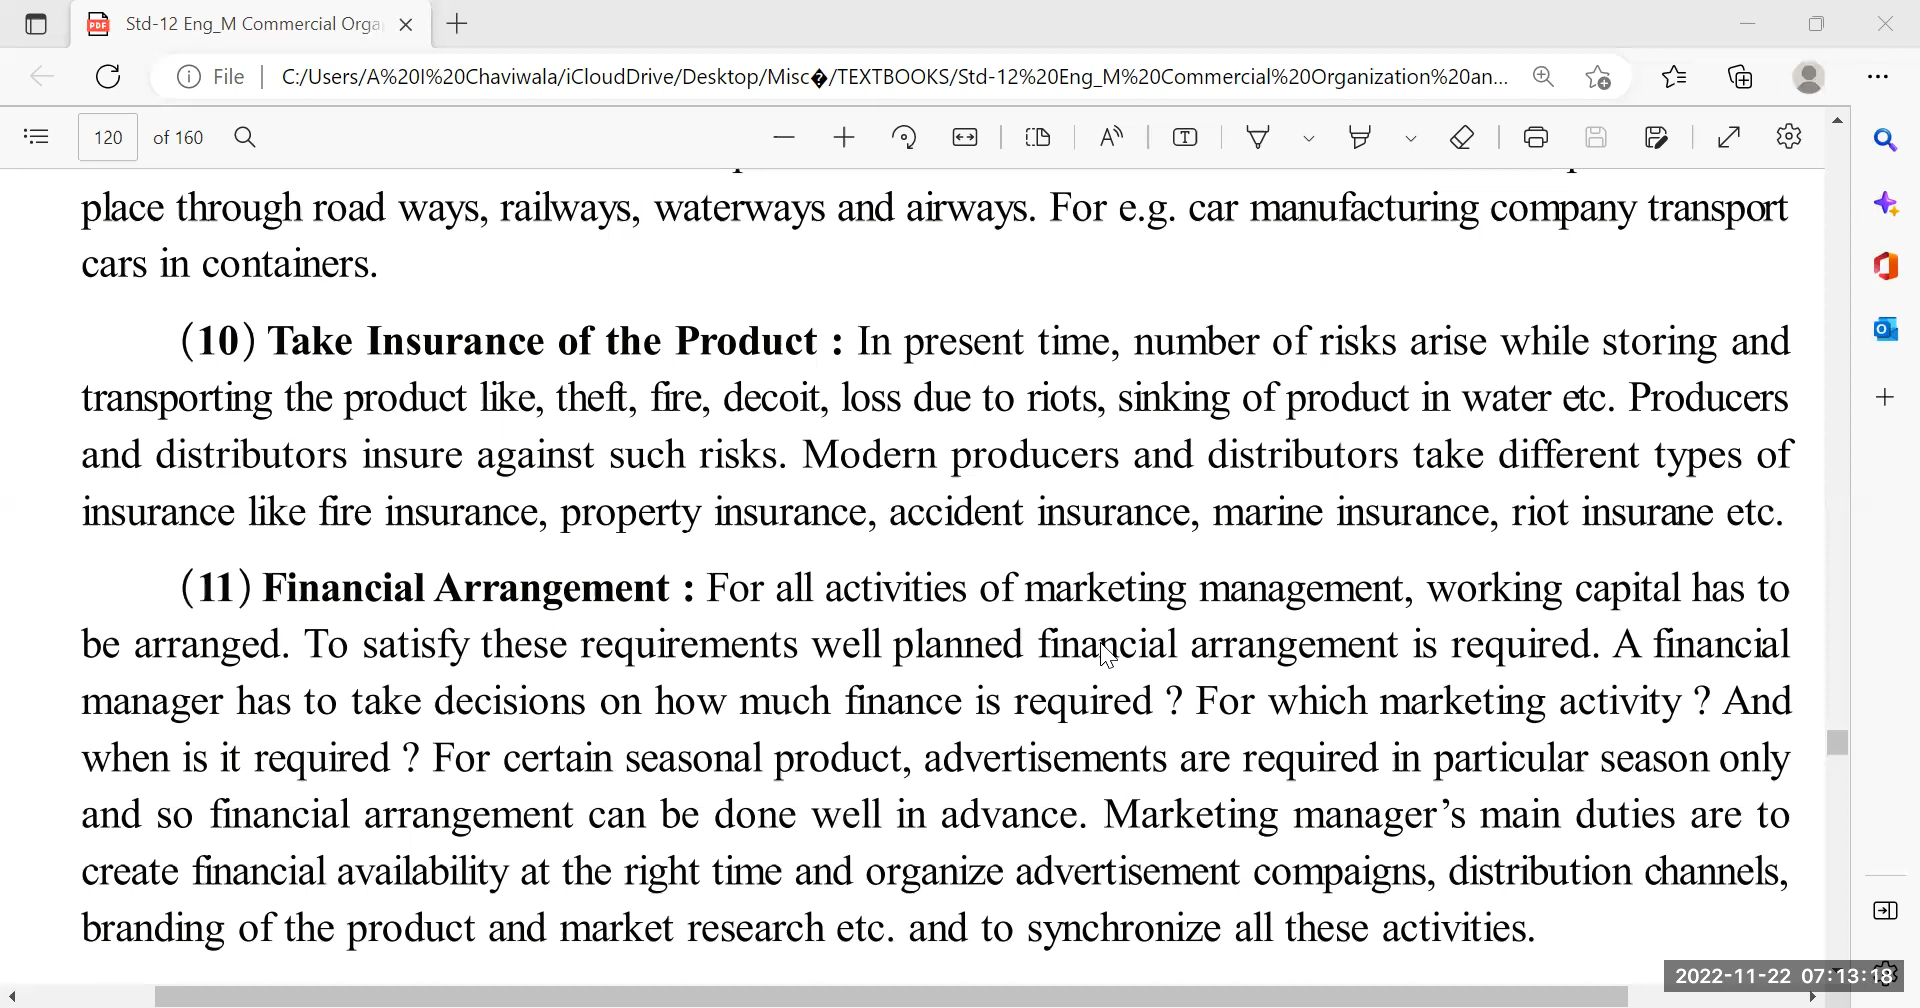 Std-12 Eng_M Commercial Orga
File
C:/Users/A%20I%20Chaviwala/iCloudDrive/Desktop/Misc�/TEXTBOOKS/Std-12%20Eng_M%20Commercial%20Organization%20an...
120 of 160
place through road ways, railways, waterways and airways. For e.g. car manufacturing company transport
cars in containers.
(10) Take Insurance of the Product : In present time, number of risks arise while storing and
transporting the product like, theft, fire, decoit, loss due to riots, sinking of product in water etc. Producers
and distributors insure against such risks. Modern producers and distributors take different types of
insurance like fire insurance, property insurance, accident insurance, marine insurance, riot insurane etc.
(11) Financial Arrangement : For all activities of marketing management, working capital has to
be arranged. To satisfy these requirements well planned financial arrangement is required. A financial
manager has to take decisions on how much finance is required ? For which marketing activity ? And
when is it required ? For certain seasonal product, advertisements are required in particular season only
and so financial arrangement can be done well in advance. Marketing manager’s main duties are to
create financial availability at the right time and organize advertisement compaigns, distribution channels,
branding of the product and market research etc. and to synchronize all these activities.
2022-11-22 07:13:18